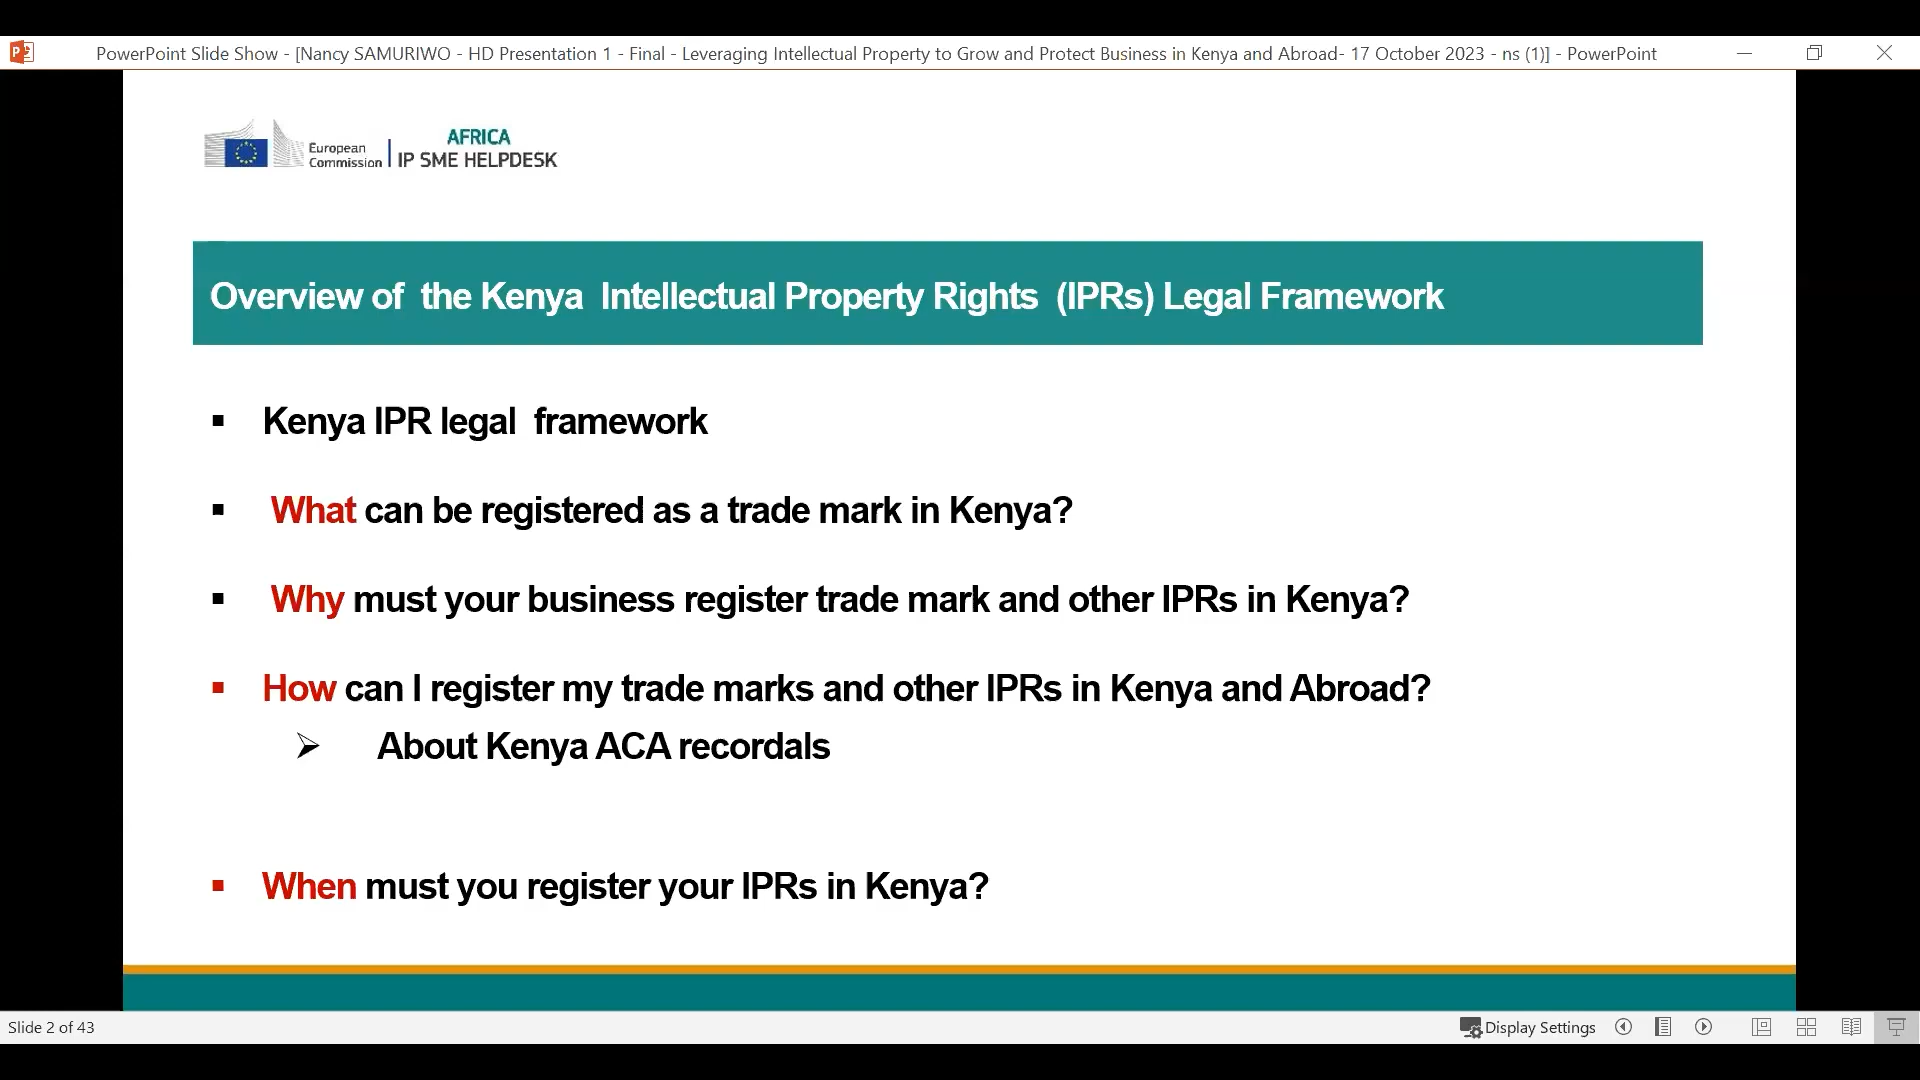 PowerPoint Slide Show - [Nancy SAMURIWO - HD Presentation 1 - Final - Leveraging Intellectual Property to Grow and Protect Business in Kenya and Abroad- 17 October 2023 - ns (1)] - PowerPoint
European
Commission
AFRICA
IP SME HELPDESK
Overview of the Kenya Intellectual Property Rights (IPRs) Legal Framework
▪ Kenya IPR legal framework
▪ What can be registered as a trade mark in Kenya?
▪ Why must your business register trade mark and other IPRs in Kenya?
▪ How can I register my trade marks and other IPRs in Kenya and Abroad?
➢ About Kenya ACA recordals
▪ When must you register your IPRs in Kenya?
Slide 2 of 43
Display Settings